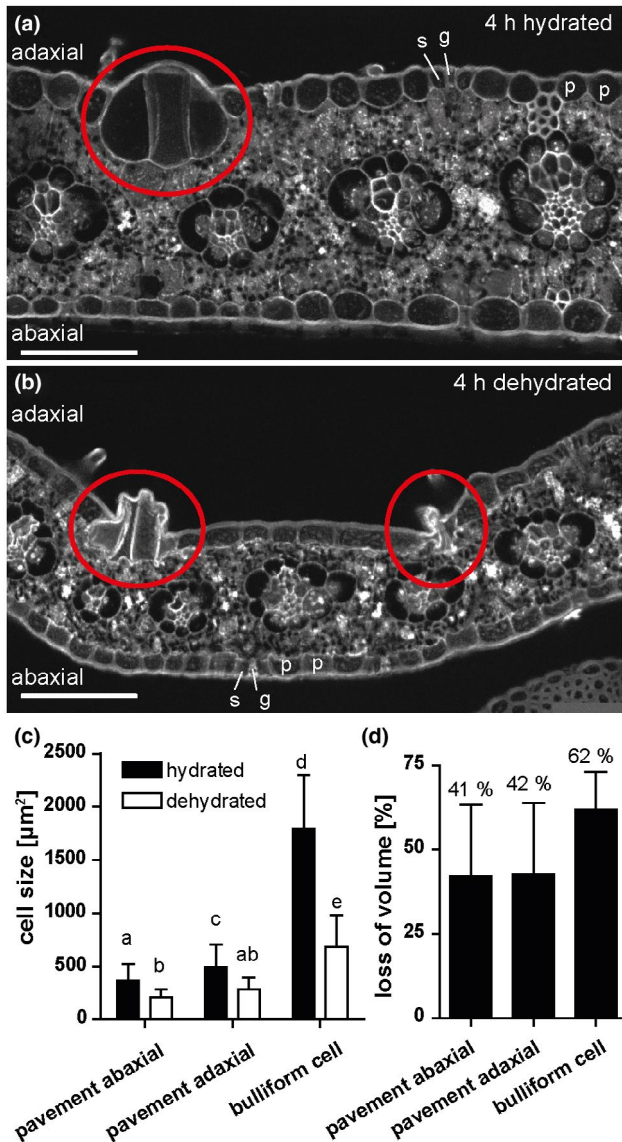 (a)
4 h hydrated
adaxial
s g
p p
abaxial
(b)
4 h dehydrated
adaxial
p p
s g
abaxial
(c)
cell size [µm²]
2500
2000
1500
1000
500
0
hydrated
dehydrated
a
b
c
ab
d
e
pavement abaxial
pavement adaxial
bulliform cell
(d)
loss of volume [%]
75
50
25
0
41 %
42 %
62 %
pavement abaxial
pavement adaxial
bulliform cell